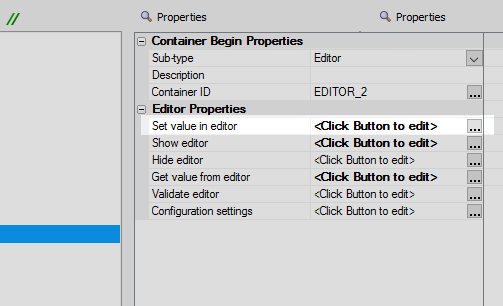 // Properties Properties
Container Begin Properties
Sub-type Editor
Description
Container ID EDITOR_2 ...
Editor Properties
Set value in editor <Click Button to edit> ...
Show editor <Click Button to edit> ...
Hide editor <Click Button to edit> ...
Get value from editor <Click Button to edit> ...
Validate editor <Click Button to edit> ...
Configuration settings <Click Button to edit> ...